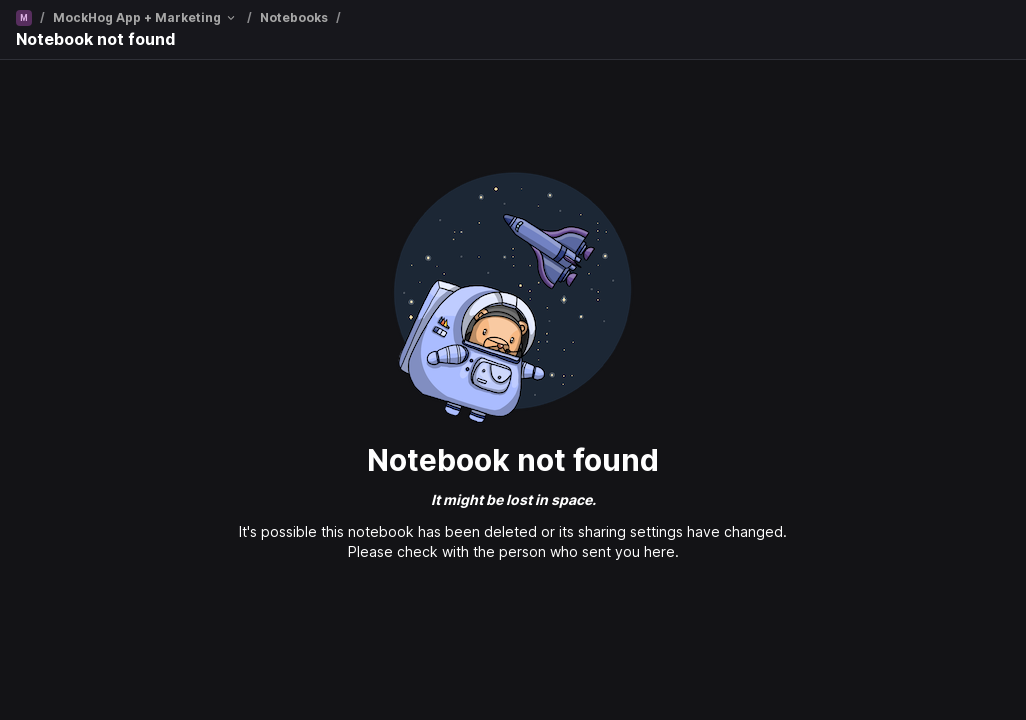 M / MockHog App + Marketing / Notebooks /
Notebook not found
Notebook not found
It might be lost in space.
It's possible this notebook has been deleted or its sharing settings have changed.
Please check with the person who sent you here.